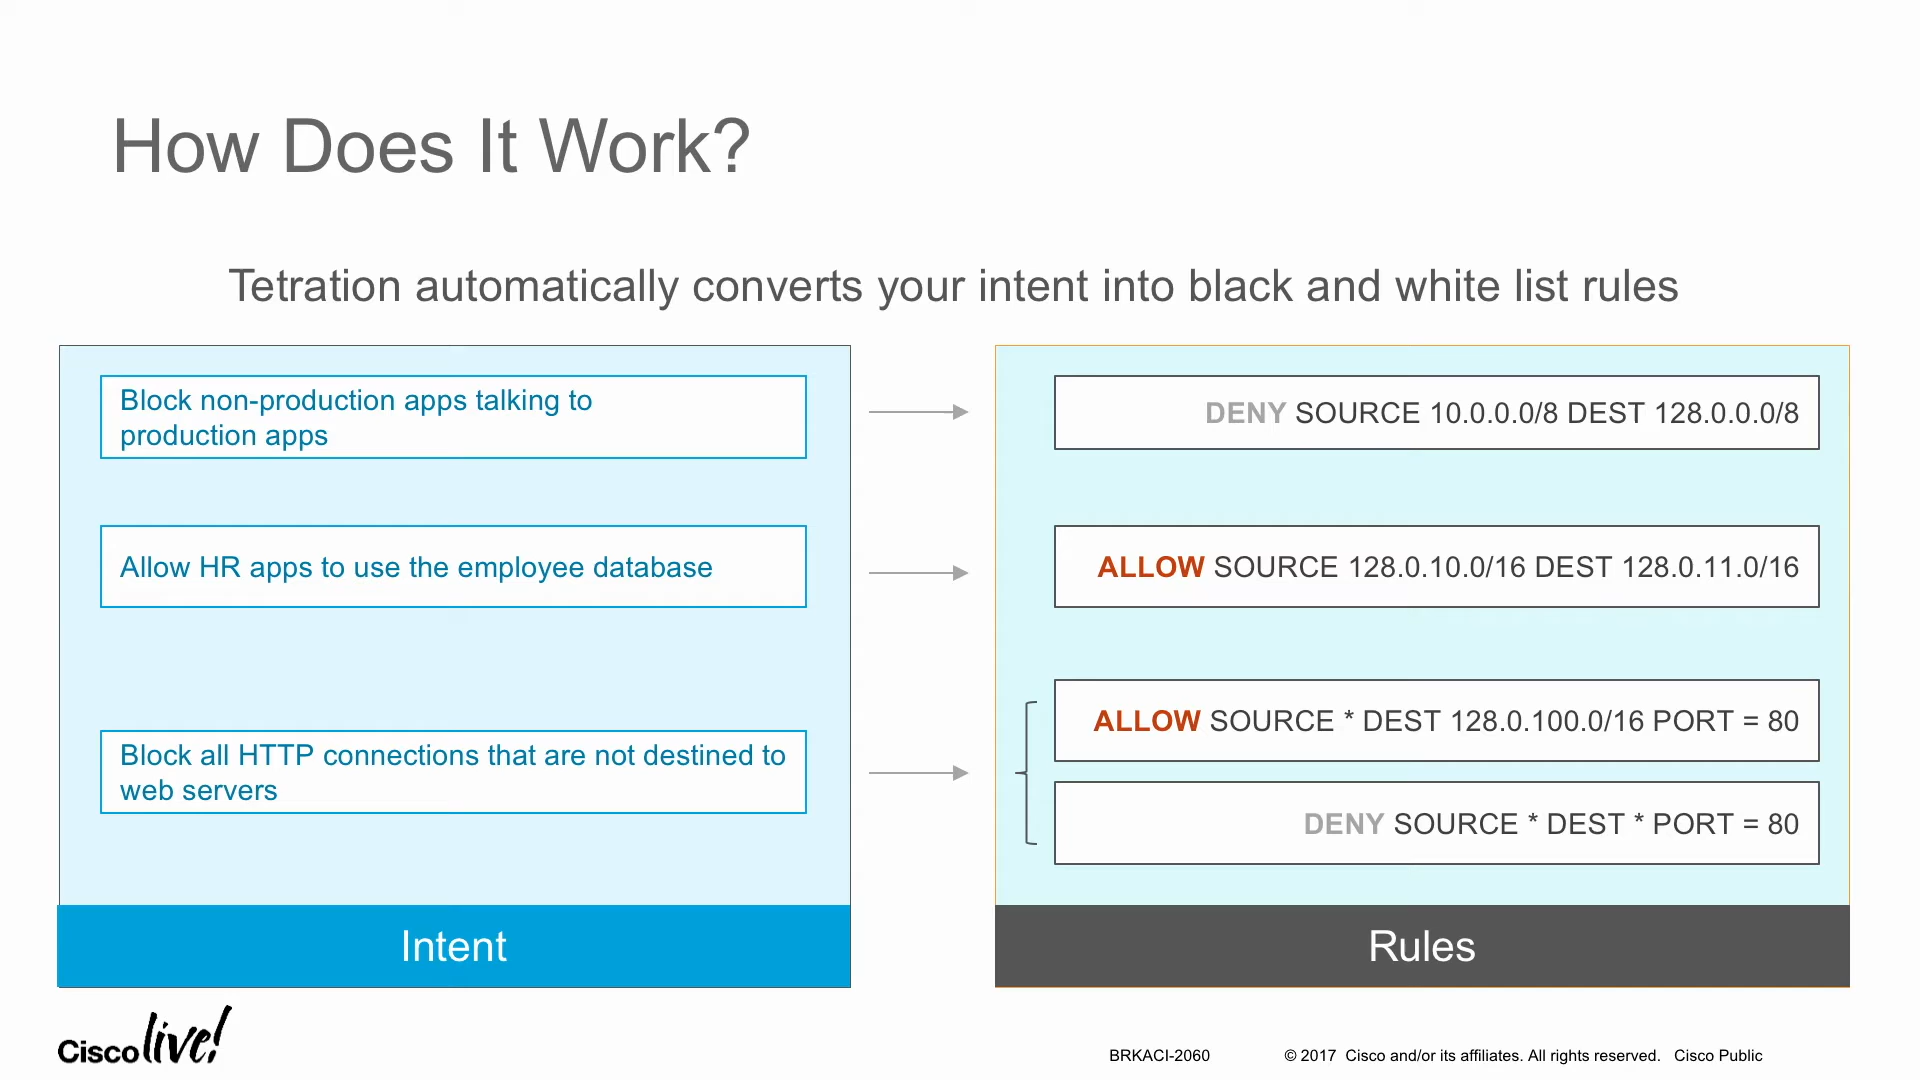 How Does It Work?
Tetration automatically converts your intent into black and white list rules
Block non-production apps talking to
production apps
DENY SOURCE 10.0.0.0/8 DEST 128.0.0.0/8
Allow HR apps to use the employee database
ALLOW SOURCE 128.0.10.0/16 DEST 128.0.11.0/16
Block all HTTP connections that are not destined to
web servers
ALLOW SOURCE * DEST 128.0.100.0/16 PORT = 80
DENY SOURCE * DEST * PORT = 80
Intent
Rules
Cisco live!
BRKACI-2060
© 2017 Cisco and/or its affiliates. All rights reserved. Cisco Public